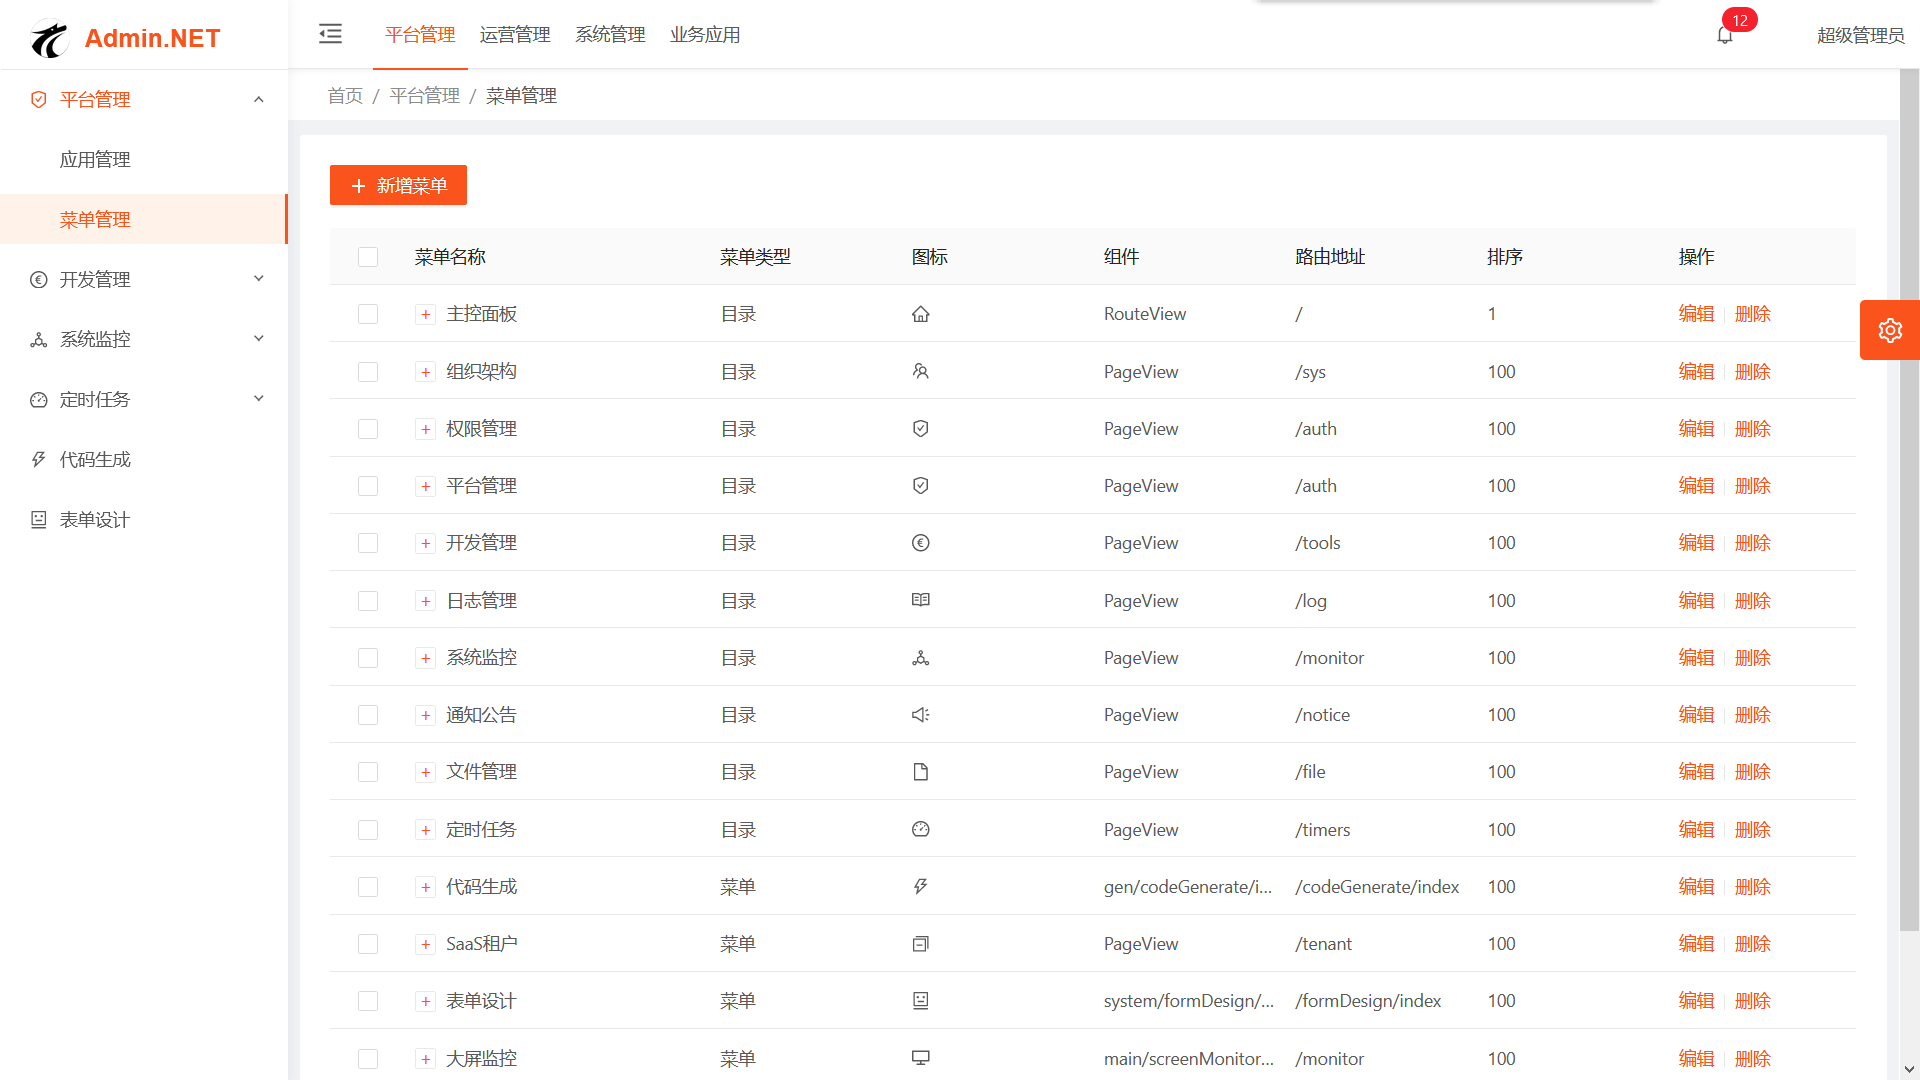 Admin.NET
平台管理 运营管理 系统管理 业务应用
12
超级管理员
平台管理
应用管理
菜单管理
开发管理
系统监控
定时任务
代码生成
表单设计
首页 / 平台管理 / 菜单管理
新增菜单
菜单名称 菜单类型 图标 组件 路由地址 排序 操作
主控面板 目录 RouteView / 1 编辑 删除
组织架构 目录 PageView /sys 100 编辑 删除
权限管理 目录 PageView /auth 100 编辑 删除
平台管理 目录 PageView /auth 100 编辑 删除
开发管理 目录 PageView /tools 100 编辑 删除
日志管理 目录 PageView /log 100 编辑 删除
系统监控 目录 PageView /monitor 100 编辑 删除
通知公告 目录 PageView /notice 100 编辑 删除
文件管理 目录 PageView /file 100 编辑 删除
定时任务 目录 PageView /timers 100 编辑 删除
代码生成 菜单 gen/codeGenerate/i... /codeGenerate/index 100 编辑 删除
SaaS租户 菜单 PageView /tenant 100 编辑 删除
表单设计 菜单 system/formDesign/... /formDesign/index 100 编辑 删除
大屏监控 菜单 main/screenMonitor... /monitor 100 编辑 删除